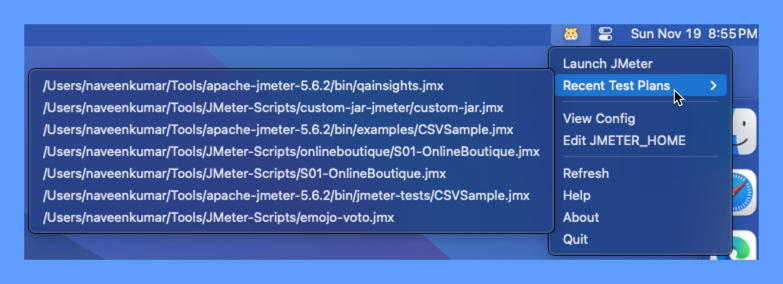 Sun Nov 19 8:55 PM
Launch JMeter
Recent Test Plans
View Config
Edit JMETER_HOME
Refresh
Help
About
Quit
/Users/naveenkumar/Tools/apache-jmeter-5.6.2/bin/qainsights.jmx
/Users/naveenkumar/Tools/JMeter-Scripts/custom-jar-jmeter/custom-jar.jmx
/Users/naveenkumar/Tools/apache-jmeter-5.6.2/bin/examples/CSVSample.jmx
/Users/naveenkumar/Tools/JMeter-Scripts/onlineboutique/S01-OnlineBoutique.jmx
/Users/naveenkumar/Tools/JMeter-Scripts/S01-OnlineBoutique.jmx
/Users/naveenkumar/Tools/apache-jmeter-5.6.2/bin/jmeter-tests/CSVSample.jmx
/Users/naveenkumar/Tools/JMeter-Scripts/emojo-voto.jmx